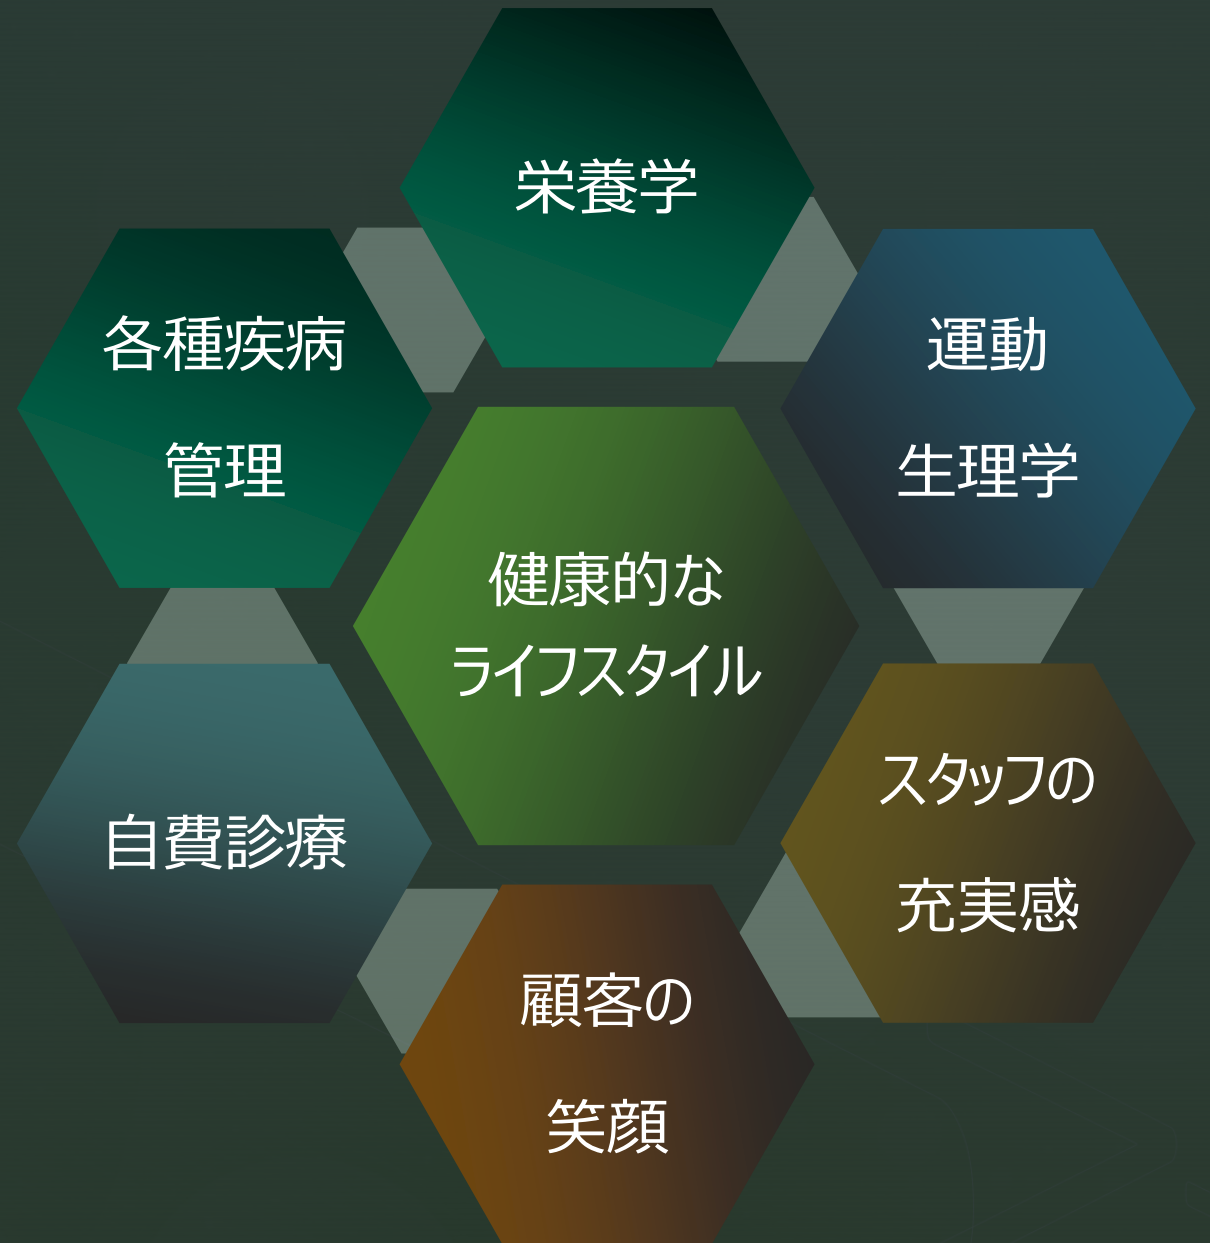 栄養学
各種疾病
管理
運動
生理学
健康的な
ライフスタイル
自費診療
スタッフの
充実感
顧客の
笑顔